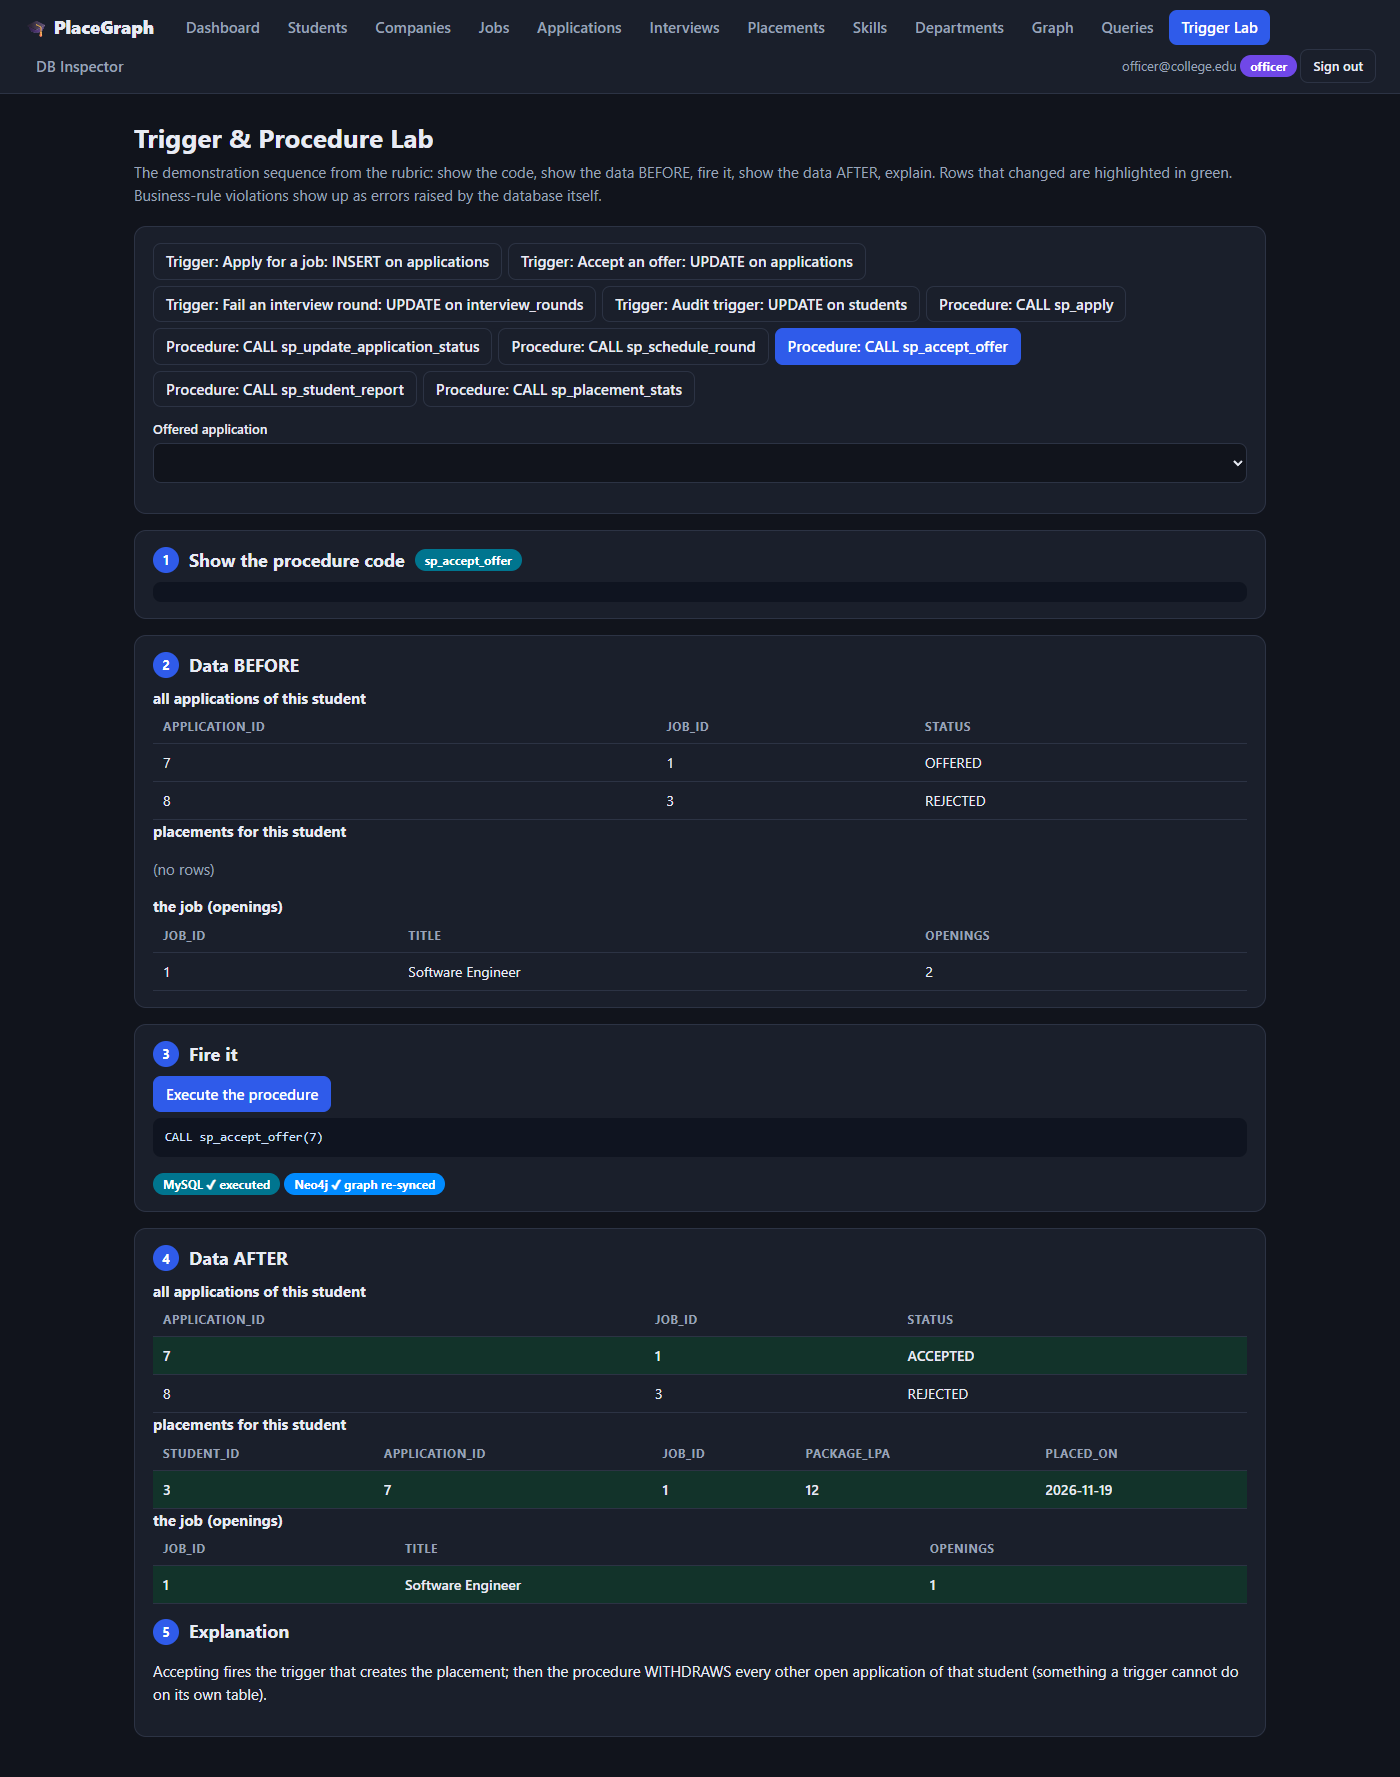 PlaceGraph Dashboard Students Companies Jobs Applications Interviews Placements Skills Departments Graph Queries Trigger Lab
DB Inspector officer@college.edu officer Sign out
Trigger & Procedure Lab
The demonstration sequence from the rubric: show the code, show the data BEFORE, fire it, show the data AFTER, explain. Rows that changed are highlighted in green.
Business-rule violations show up as errors raised by the database itself.
Trigger: Apply for a job: INSERT on applications Trigger: Accept an offer: UPDATE on applications
Trigger: Fail an interview round: UPDATE on interview_rounds Trigger: Audit trigger: UPDATE on students Procedure: CALL sp_apply
Procedure: CALL sp_update_application_status Procedure: CALL sp_schedule_round Procedure: CALL sp_accept_offer
Procedure: CALL sp_student_report Procedure: CALL sp_placement_stats
Offered application
1 Show the procedure code sp_accept_offer
2 Data BEFORE
all applications of this student
APPLICATION_ID JOB_ID STATUS
7 1 OFFERED
8 3 REJECTED
placements for this student
(no rows)
the job (openings)
JOB_ID TITLE OPENINGS
1 Software Engineer 2
3 Fire it
Execute the procedure
CALL sp_accept_offer(7)
MySQL ✓ executed Neo4j ✓ graph re-synced
4 Data AFTER
all applications of this student
APPLICATION_ID JOB_ID STATUS
7 1 ACCEPTED
8 3 REJECTED
placements for this student
STUDENT_ID APPLICATION_ID JOB_ID PACKAGE_LPA PLACED_ON
3 7 1 12 2026-11-19
the job (openings)
JOB_ID TITLE OPENINGS
1 Software Engineer 1
5 Explanation
Accepting fires the trigger that creates the placement; then the procedure WITHDRAWS every other open application of that student (something a trigger cannot do
on its own table).